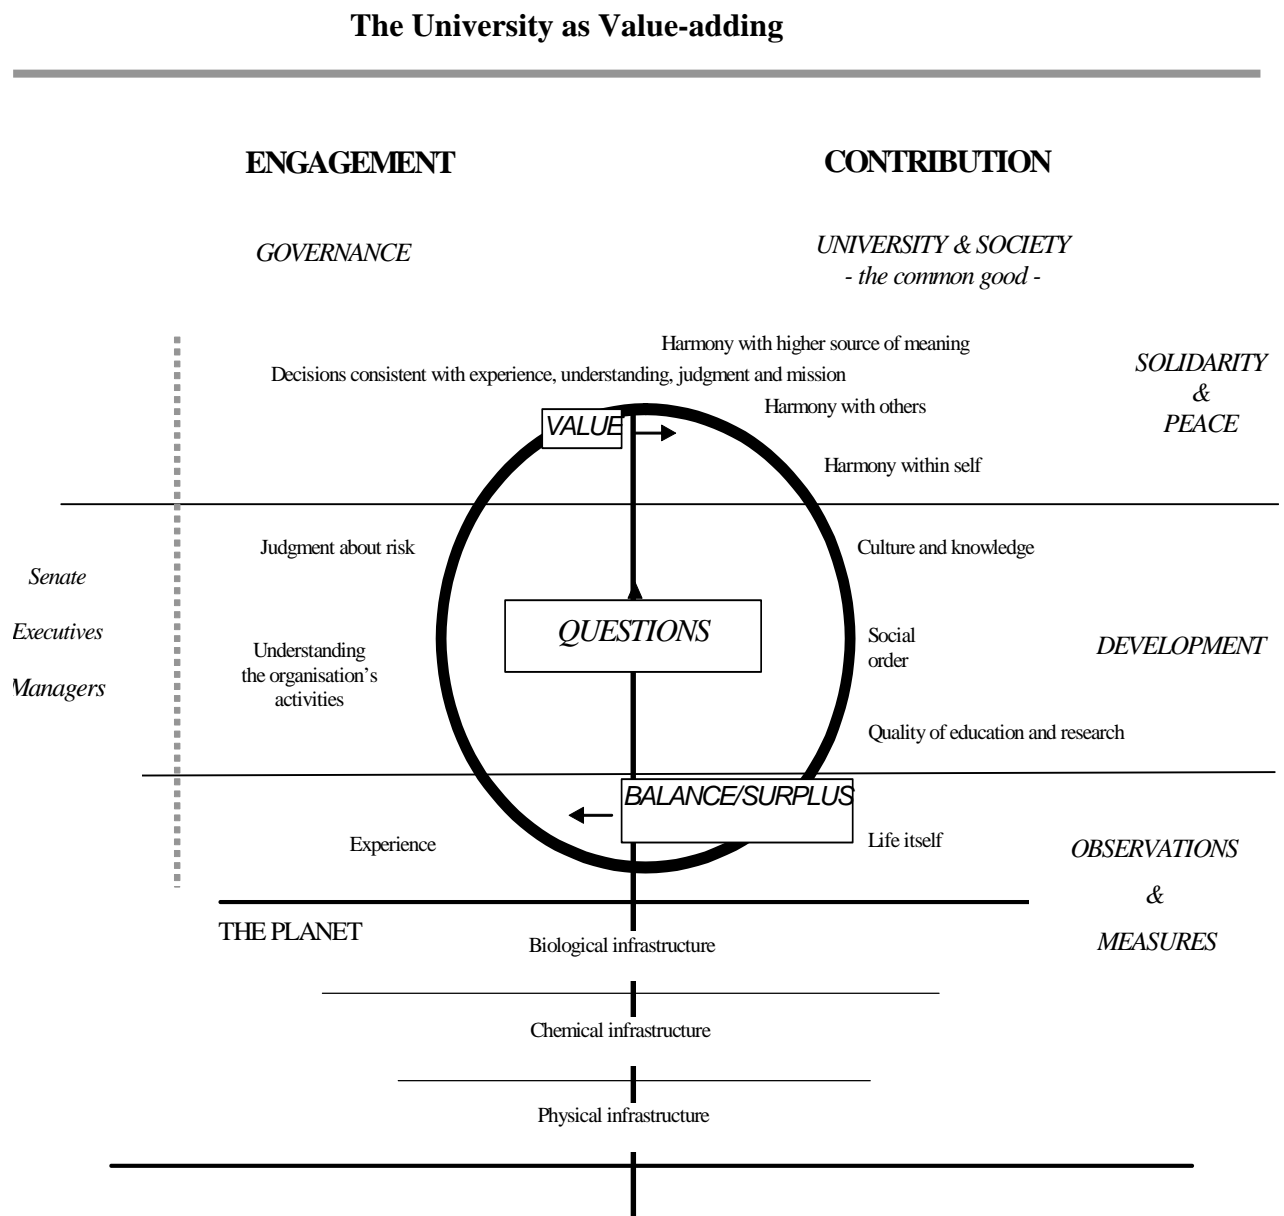 The University as Value-adding
ENGAGEMENT
CONTRIBUTION
GOVERNANCE
UNIVERSITY & SOCIETY
- the common good -
Harmony with higher source of meaning
Decisions consistent with experience, understanding, judgment and mission
Harmony with others
Harmony within self
SOLIDARITY
&
PEACE
VALUE
Judgment about risk
Culture and knowledge
Senate
Executives
Managers
QUESTIONS
Understanding
the organisation's
activities
Social
order
DEVELOPMENT
Quality of education and research
BALANCE/SURPLUS
Experience
Life itself
OBSERVATIONS
&
MEASURES
THE PLANET
Biological infrastructure
Chemical infrastructure
Physical infrastructure